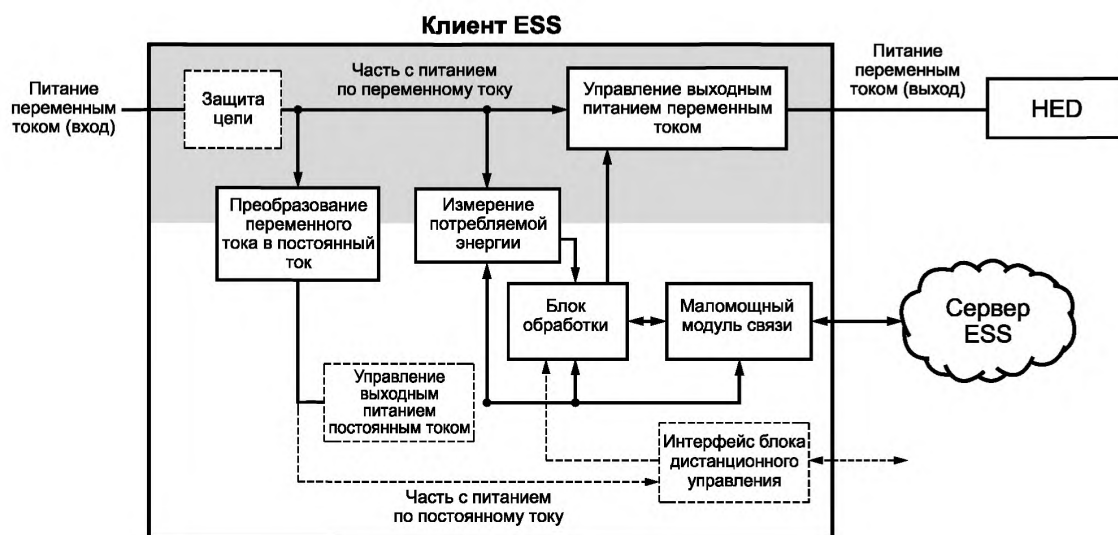 Клиент ESS
Питание
переменным
током (вход)
Защита
цепи
Часть с питанием
по переменному току
Управление выходным
питанием переменным
током
Питание
переменным
током (выход)
HED
Преобразование
переменного
тока в постоянный
ток
Измерение
потребляемой
энергии
Блок
обработки
Маломощный
модуль связи
Сервер
ESS
Управление
выходным
питанием
постоянным током
Интерфейс блока
дистанционного
управления
Часть с питанием
по постоянному току